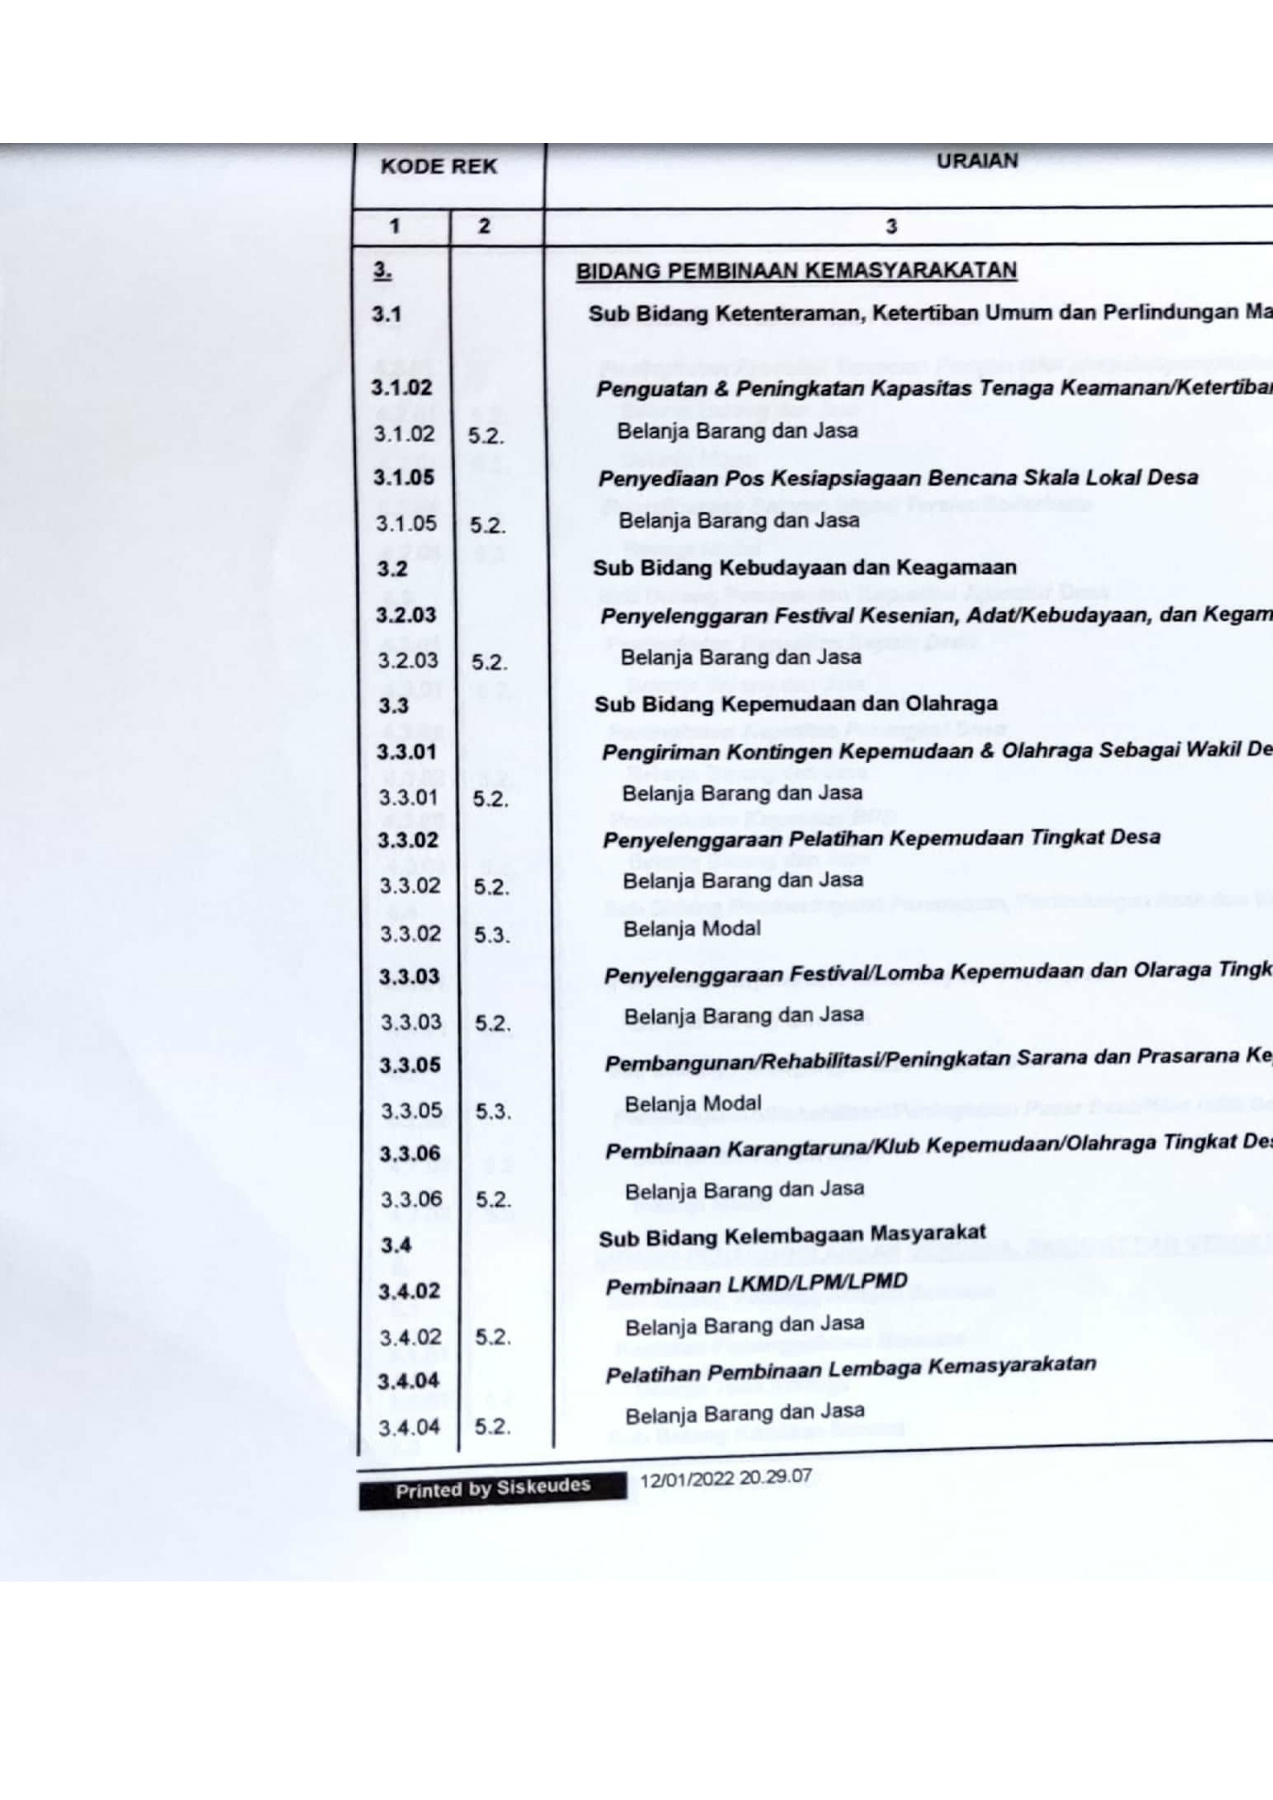 KODE REK URAIAN
1 2 3
3. BIDANG PEMBINAAN KEMASYARAKATAN
3.1 Sub Bidang Ketenteraman, Ketertiban Umum dan Perlindungan Ma
3.1.02 Penguatan & Peningkatan Kapasitas Tenaga Keamanan/Ketertiban
3.1.02 5.2. Belanja Barang dan Jasa
3.1.05 Penyediaan Pos Kesiapsiagaan Bencana Skala Lokal Desa
3.1.05 5.2. Belanja Barang dan Jasa
3.2 Sub Bidang Kebudayaan dan Keagamaan
3.2.03 Penyelenggaran Festival Kesenian, Adat/Kebudayaan, dan Kegam
3.2.03 5.2. Belanja Barang dan Jasa
3.3 Sub Bidang Kepemudaan dan Olahraga
3.3.01 Pengiriman Kontingen Kepemudaan & Olahraga Sebagai Wakil De
3.3.01 5.2. Belanja Barang dan Jasa
3.3.02 Penyelenggaraan Pelatihan Kepemudaan Tingkat Desa
3.3.02 5.2. Belanja Barang dan Jasa
3.3.02 5.3. Belanja Modal
3.3.03 Penyelenggaraan Festival/Lomba Kepemudaan dan Olaraga Tingk
3.3.03 5.2. Belanja Barang dan Jasa
3.3.05 Pembangunan/Rehabilitasi/Peningkatan Sarana dan Prasarana Ke
3.3.05 5.3. Belanja Modal
3.3.06 Pembinaan Karangtaruna/Klub Kepemudaan/Olahraga Tingkat Des
3.3.06 5.2. Belanja Barang dan Jasa
3.4 Sub Bidang Kelembagaan Masyarakat
3.4.02 Pembinaan LKMD/LPM/LPMD
3.4.02 5.2. Belanja Barang dan Jasa
3.4.04 Pelatihan Pembinaan Lembaga Kemasyarakatan
3.4.04 5.2. Belanja Barang dan Jasa
Printed by Siskeudes 12/01/2022 20.29.07